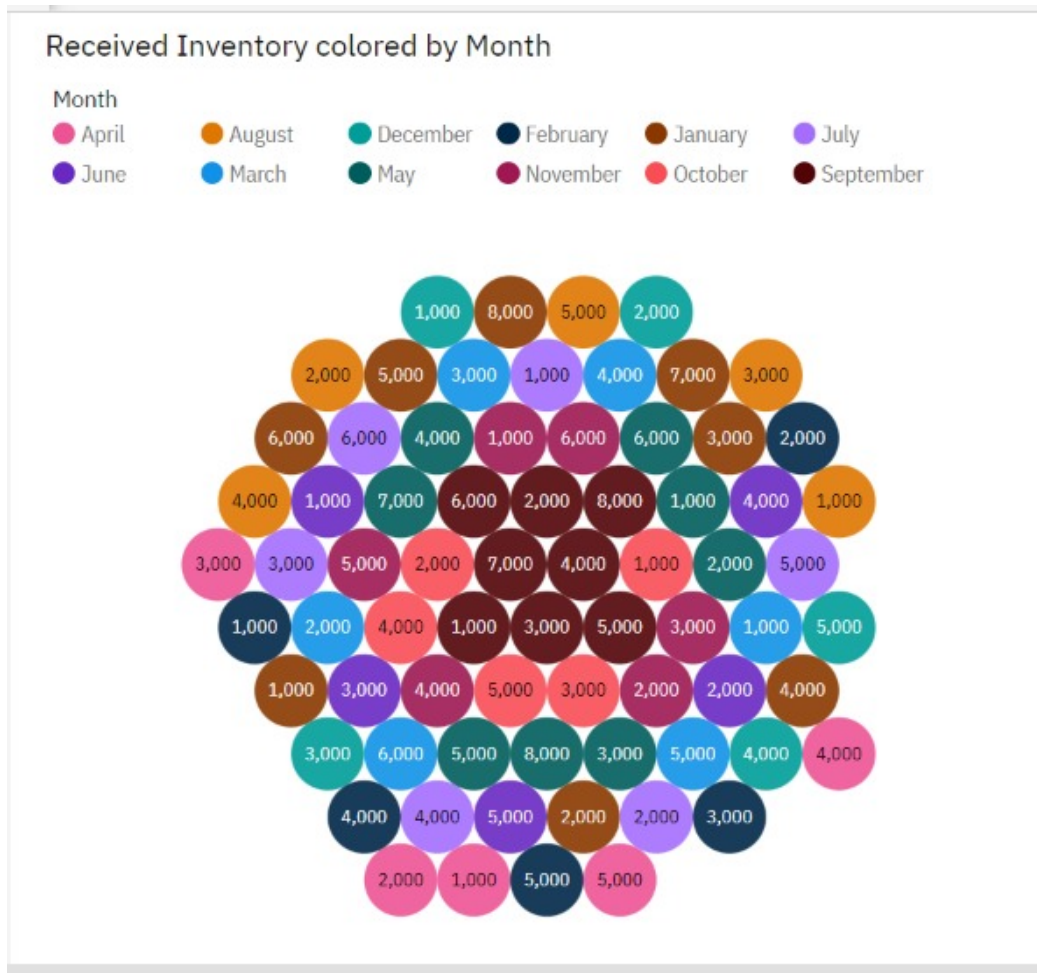 Received Inventory colored by Month
Month
April August December February January July
June March May November October September
1,000 8,000 5,000 2,000
2,000 5,000 3,000 1,000 4,000 7,000 3,000
6,000 6,000 4,000 1,000 6,000 6,000 3,000 2,000
4,000 1,000 7,000 6,000 2,000 8,000 1,000 4,000 1,000
3,000 3,000 5,000 2,000 7,000 4,000 1,000 2,000 5,000
1,000 2,000 4,000 1,000 3,000 5,000 3,000 1,000 5,000
1,000 3,000 4,000 5,000 3,000 2,000 2,000 4,000
3,000 6,000 5,000 8,000 3,000 5,000 4,000 4,000
4,000 4,000 5,000 2,000 2,000 3,000
2,000 1,000 5,000 5,000